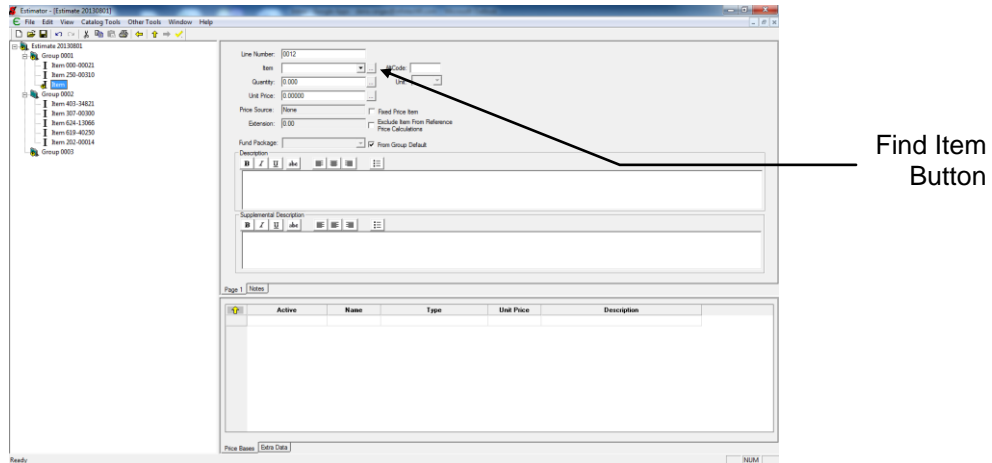 Estimator - [Estimate 20130801]
File Edit View Catalog Tools Other Tools Window Help
Estimate 20130801
Group 0001
Item 000-00021
Item 250-00310
Item
Group 0002
Item 403-34821
Item 307-00300
Item 624-13066
Item 619-40250
Item 202-00014
Group 0003
Line Number: 0012
Item ... AltCode:
Quantity: 0.000 ... Unit:
Unit Price: 0.00000 ...
Price Source: None Fixed Price Item
Extension: 0.00 Exclude Item From Reference
Price Calculations
Fund Package: From Group Default
Description
B I U abc
Supplemental Description
B I U abc
Page 1 Notes
Active Name Type Unit Price Description
Price Bases Extra Data
Ready NUM
Find Item
Button